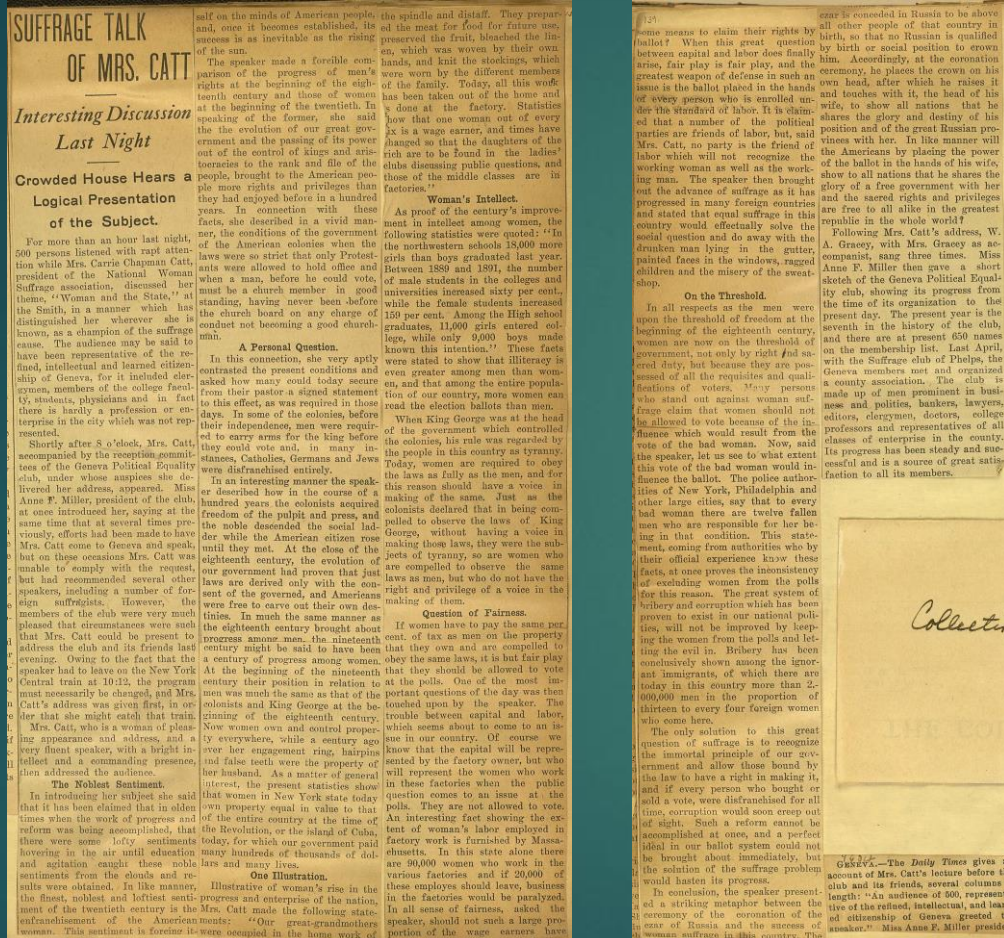 SUFFRAGE TALK
OF MRS. CATT
Interesting Discussion
Last Night
Crowded House Hears a
Logical Presentation
of the Subject.
For more than an hour last night,
500 persons listened with rapt atten-
tion while Mrs. Carrie Chapman Catt,
president of the National Woman
Suffrage association, discussed her
theme, "Woman and the State," at
the Smith, in a manner which has
distinguished her wherever she is
known, as a champion of the suffrage
cause. The audience may be said to
have been representative of the re-
fined, intellectual and learned citizen-
ship of Geneva, for it included cler-
gymen, members of the college facul-
ty, students, physicians and in fact
there is hardly a profession or en-
terprise in the city which was not rep-
resented.
Shortly after 8 o'clock, Mrs. Catt,
accompanied by the reception commit-
tees of the Geneva Political Equality
club, under whose auspices she de-
livered her address, appeared. Miss
Anne F. Miller, president of the club,
at once introduced her, saying at the
same time that at several times pre-
viously, efforts had been made to have
Mrs. Catt come to Geneva and speak,
but on these occasions Mrs. Catt was
unable to comply with the request,
but had recommended several other
speakers, including a number of for-
eign suffragists. However, the
members of the club were very much
pleased that circumstances were such
that Mrs. Catt could be present to
address the club and its friends last
evening. Owing to the fact that the
speaker had to leave on the New York
Central train at 10:12, the program
must necessarily be changed, and Mrs.
Catt's address was given first, in or-
der that she might catch that train.
Mrs. Catt, who is a woman of pleas-
ing appearance and address, and a
very fluent speaker, with a bright in-
tellect and a commanding presence,
then addressed the audience.
The Noblest Sentiment.
In introducing her subject she said
that it has been claimed that in olden
times when the work of progress and
reform was being accomplished, that
there were some lofty sentiments
hovering in the air until education
and agitation caught these noble
sentiments from the clouds and re-
sults were obtained. In like manner,
the finest, noblest and loftiest senti-
ment of the twentieth century is the
enfranchisement of the American
woman. This sentiment is forcing it-
self on the minds of American people,
and, once it becomes established, its
success is as inevitable as the rising
of the sun.
The speaker made a forcible com-
parison of the progress of men's
rights at the beginning of the eigh-
teenth century and those of women
at the beginning of the twentieth. In
speaking of the former, she said
the the evolution of our great gov-
ernment and the passing of its power
out of the control of kings and aris-
tocracies to the rank and file of the
people, brought to the American peo-
ple more rights and privileges than
they had enjoyed before in a hundred
years. In connection with these
facts, she described in a vivid man-
ner, the conditions of the government
of the American colonies when the
laws were so strict that only Protest-
ants were allowed to hold office and
when a man, before he could vote,
must be a church member in good
standing, having never been before
the church board on any charge of
conduct not becoming a good church-
man.
A Personal Question.
In this connection, she very aptly
contrasted the present conditions and
asked how many could today secure
from their pastor a signed statement
to this effect, as was required in those
days. In some of the colonies, before
their independence, men were requir-
ed to carry arms for the king before
they could vote and, in many in-
stances, Catholics, Germans and Jews
were disfranchised entirely.
In an interesting manner the speak-
er described how in the course of a
hundred years the colonists acquired
freedom of the pulpit and press, and
the noble descended the social lad-
der while the American citizen rose
until they met. At the close of the
eighteenth century, the evolution of
our government had proven that just
laws are derived only with the con-
sent of the governed, and Americans
were free to carry out their own des-
tinies. In much the same manner as
the eighteenth century brought about
progress among men, the nineteenth
century might be said to have been
a century of progress among women.
At the beginning of the nineteenth
century their position in relation to
men was much the same as that of the
colonists and King George at the be-
ginning of the eighteenth century.
Now women own and control proper-
ty everywhere, while a century ago
ever her engagement ring, hairpins
and false teeth were the property of
her husband. As a matter of general
interest, the present statistics show
that women in New York state today
own property equal in value to that
of the entire country at the time of
the Revolution, or the island of Cuba,
today, for which our government paid
many hundreds of thousands of dol-
lars and many lives.
One Illustration.
Illustrative of woman's rise in the
progress and enterprise of the nation,
Mrs. Catt made the following state-
ments: "Our great-grandmothers
were occupied in the home work of
the spindle and distaff. They prepar-
ed the meat for food for future use,
preserved the fruit, bleached the lin-
en, which was woven by their own
hands, and knit the stockings, which
were worn by the different members
of the family. Today, all this work
has been taken out of the home and
is done at the factory. Statistics
show that one woman out of every
six is a wage earner, and times have
changed so that the daughters of the
rich are to be found in the ladies'
clubs discussing public questions, and
those of the middle classes are in
factories."
Woman's Intellect.
As proof of the century's improve-
ment in intellect among women, the
following statistics were quoted: "In
the northwestern schools 18,000 more
girls than boys graduated last year.
Between 1889 and 1891, the number
of male students in the colleges and
universities increased sixty per cent.,
while the female students increased
159 per cent. Among the High school
graduates, 11,000 girls entered col-
lege, while only 9,000 boys made
known this intention." These facts
were stated to show that illiteracy is
even greater among men than wom-
en, and that among the entire popula-
tion of our country, more women can
read the election ballots than men.
When King George was at the head
of the government which controlled
the colonies, his rule was regarded by
the people in this country as tyranny.
Today, women are required to obey
the laws as fully as the men, and for
this reason should have a voice in
making of the same. Just as the
colonists declared that in being com-
pelled to observe the laws of King
George, without having a voice in
making those laws, they were the sub-
jects of tyranny, so are women who
are compelled to observe the same
laws as men, but who do not have the
right and privilege of a voice in the
making of them.
Question of Fairness.
If women have to pay the same per
cent. of tax as men on the property
that they own and are compelled to
obey the same laws, it is but fair play
that they should be allowed to vote
at the polls. One of the most im-
portant questions of the day was then
touched upon by the speaker. The
trouble between capital and labor,
which seems about to come to an is-
sue in our country. Of course we
know that the capital will be repre-
sented by the factory owner, but who
will represent the women who work
in these factories when the public
question comes to an issue at the
polls. They are not allowed to vote.
An interesting fact showing the ex-
tent of woman's labor employed in
factory work is furnished by Massa-
chusetts. In this state alone there
are 90,000 women who work in the
various factories and if 20,000 of
these employes should leave, business
in the factories would be paralyzed.
In all sense of fairness, asked the
speaker, should not such a large pro-
portion of the wage earners have
some means to claim their rights by
ballot? When this great question
between capital and labor does finally
arise, fair play is fair play, and the
greatest weapon of defense in such an
issue is the ballot placed in the hands
of every person who is enrolled un-
der the standard of labor. It is claim-
ed that a number of the political
parties are friends of labor, but, said
Mrs. Catt, no party is the friend of
labor which will not recognize the
working woman as well as the work-
ing man. The speaker then brought
out the advance of suffrage as it has
progressed in many foreign countries
and stated that equal suffrage in this
country would effectually solve the
social question and do away with the
drunken man lying in the gutter,
painted faces in the windows, ragged
children and the misery of the sweat-
shop.
On the Threshold.
In all respects as the men were
upon the threshold of freedom at the
beginning of the eighteenth century,
women are now on the threshold of
government, not only by right and sa-
cred duty, but because they are pos-
sessed of all the requisites and quali-
fications of voters. Many persons
who stand out against woman suf-
frage claim that women should not
be allowed to vote because of the in-
fluence which would result from the
vote of the bad woman. Now, said
the speaker, let us see to what extent
this vote of the bad woman would in-
fluence the ballot. The police author-
ities of New York, Philadelphia and
other large cities, say that to every
bad woman there are twelve fallen
men who are responsible for her be-
ing in that condition. This state-
ment, coming from authorities who by
their official experience know these
facts, at once proves the inconsistency
of excluding women from the polls
for this reason. The great system of
bribery and corruption which has been
proven to exist in our national poli-
ties, will not be improved by keep-
ing the women from the polls and let-
ting the evil in. Bribery has been
conclusively shown among the ignor-
ant immigrants, of which there are
today in this country more than 2,-
000,000 men in the proportion of
thirteen to every four foreign women
who come here.
The only solution to this great
question of suffrage is to recognize
the immortal principle of our gov-
ernment and allow those bound by
the law to have a right in making it,
and if every person who bought or
sold a vote, were disfranchised for all
time, corruption would soon creep out
of sight. Such a reform cannot be
accomplished at once, and a perfect
ideal in our ballot system could not
be brought about immediately, but
the solution of the suffrage problem
would hasten its progress.
In conclusion, the speaker present-
ed a striking metaphor between the
ceremony of the coronation of the
czar of Russia and the success of
woman suffrage in this country. The
czar is conceded in Russia to be above
all other people of that country in
birth, so that no Russian is qualified
by birth or social position to crown
him. Accordingly, at the coronation
ceremony, he places the crown on his
own head, after which he raises it
and touches with it, the head of his
wife, to show all nations that he
shares the glory and destiny of his
position and of the great Russian pro-
vinces with her. In like manner will
the Americans by placing the power
of the ballot in the hands of his wife,
show to all nations that he shares the
glory of a free government with her
and the sacred rights and privileges
are free to all alike in the greatest
republic in the whole world?
Following Mrs. Catt's address, W.
A. Gracey, with Mrs. Gracey as ac-
companist, sang three times. Miss
Anne F. Miller then gave a short
sketch of the Geneva Political Equal-
ity club, showing its progress from
the time of its organization to the
present day. The present year is the
seventh in the history of the club,
and there are at present 650 names
on the membership list. Last April,
with the Suffrage club of Phelps, the
Geneva members met and organized
a county association. The club is
made up of men prominent in busi-
ness and politics, bankers, lawyers,
editors, clergymen, doctors, college
professors and representatives of all
classes of enterprise in the county.
Its progress has been steady and suc-
cessful and is a source of great satis-
faction to all its members.
Collectin
GENEVA.—The Daily Times gives
account of Mrs. Catt's lecture before t
club and its friends, several columns
length: "An audience of 500, represen
tive of the refined, intellectual, and lear
ed citizenship of Geneva greeted
speaker." Miss Anne F. Miller presid